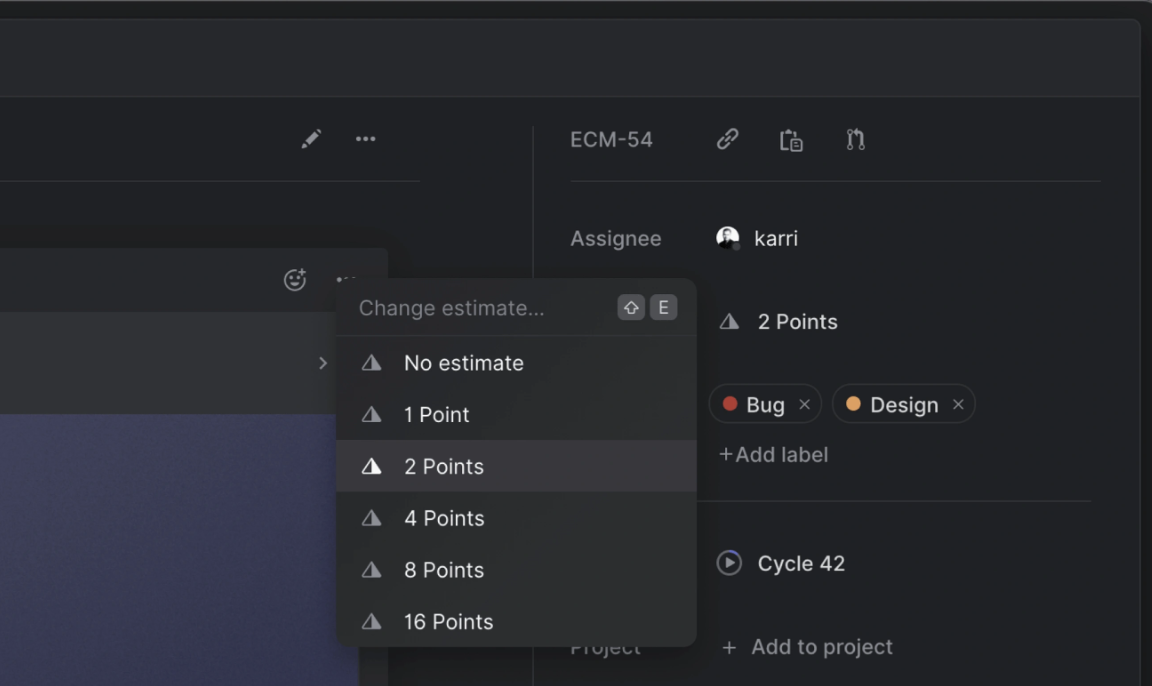 ECM-54
Assignee
karri
Change estimate...
E
2 Points
No estimate
1 Point
2 Points
4 Points
8 Points
16 Points
Bug
Design
+Add label
Cycle 42
Project
+ Add to project